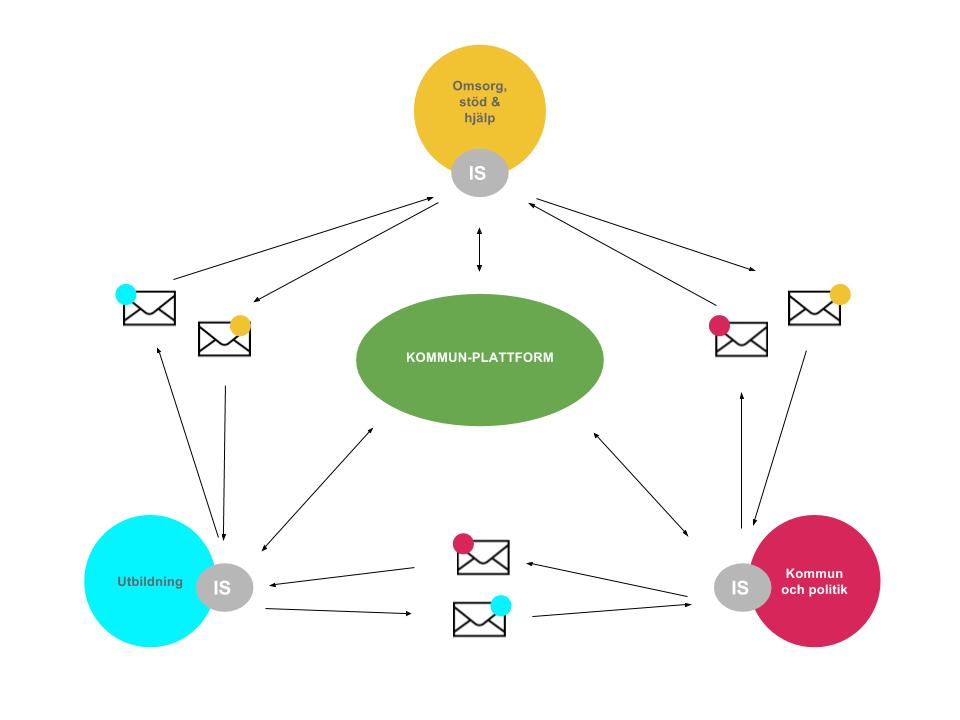 Omsorg,
stöd &
hjälp
IS
KOMMUN-PLATTFORM
Utbildning
IS
IS
Kommun
och politik